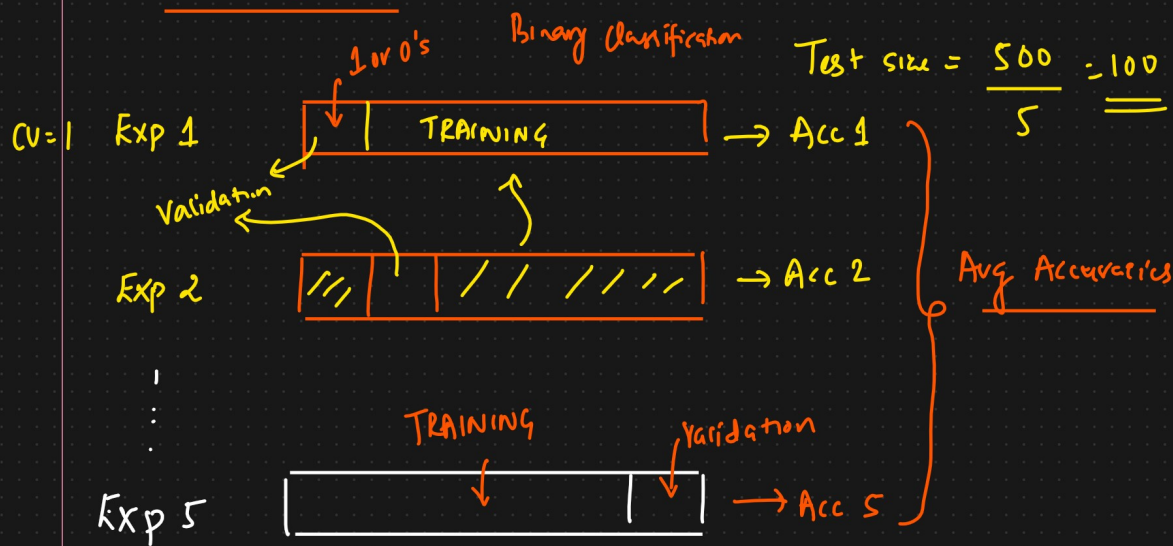 Binary Classification
1 or 0's
Test size = 500 / 5 = 100
CV=1 Exp 1 TRAINING → Acc 1
Validation
Exp 2 → Acc 2
Avg Accuracies
TRAINING
Validation
Exp 5 → Acc 5